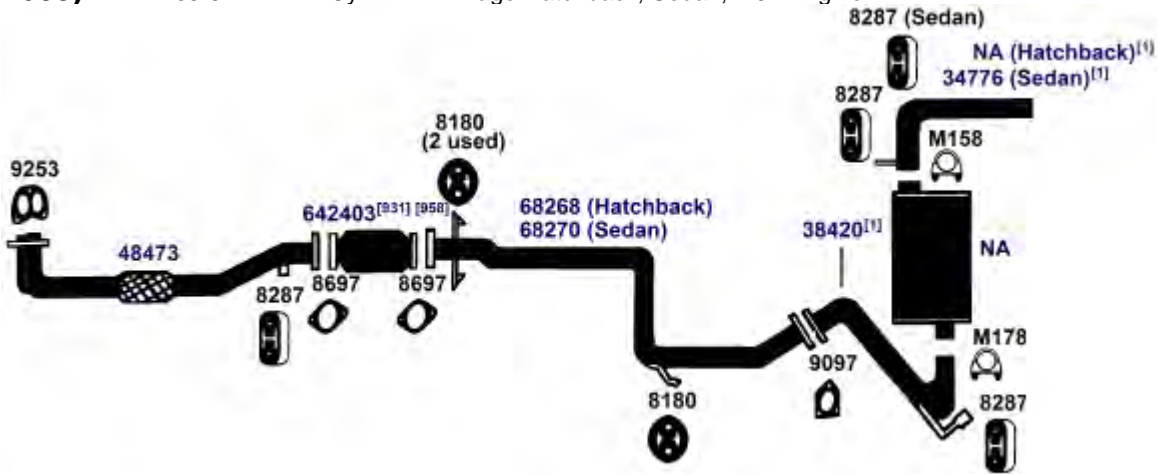 8287 (Sedan)
NA (Hatchback)[1]
34776 (Sedan)[1]
8287
8180
(2 used)
M158
9253
642403[931] [958]
68268 (Hatchback)
68270 (Sedan)
38420[1]
48473
NA
8287
8697
8697
9097
M178
8180
8287